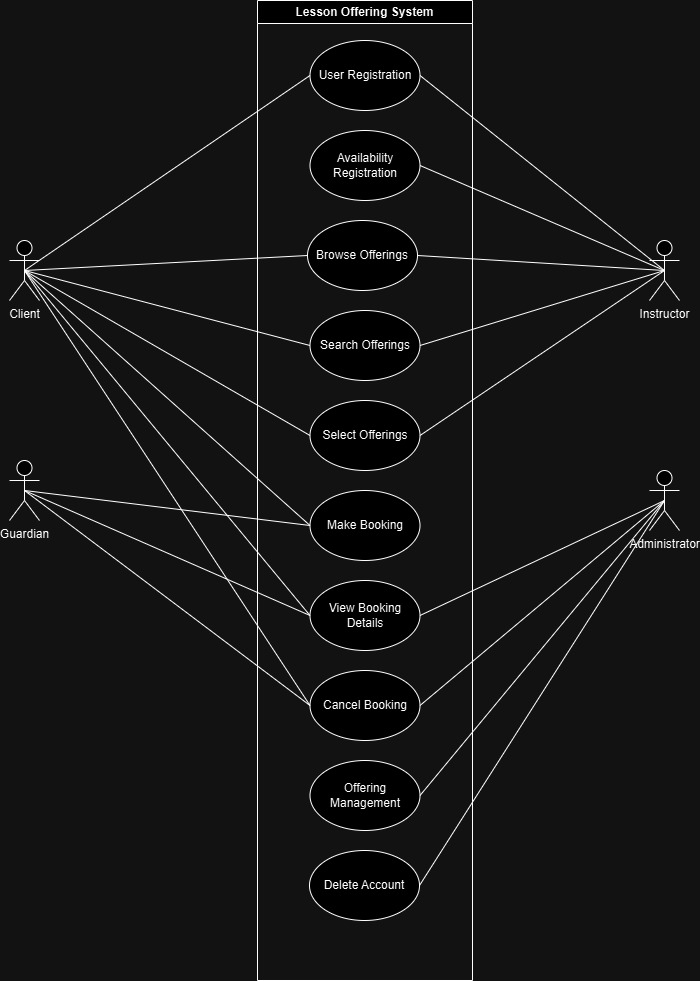 Lesson Offering System
User Registration
Availability
Registration
Browse Offerings
Client
Instructor
Search Offerings
Select Offerings
Make Booking
Guardian
Administrator
View Booking
Details
Cancel Booking
Offering
Management
Delete Account